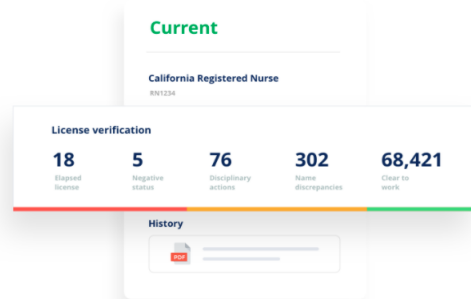 Current
California Registered Nurse
RN1234
License verification
18 5 76 302 68,421
Elapsed Negative Disciplinary Name Clear to
license status actions discrepancies work
History
PDF